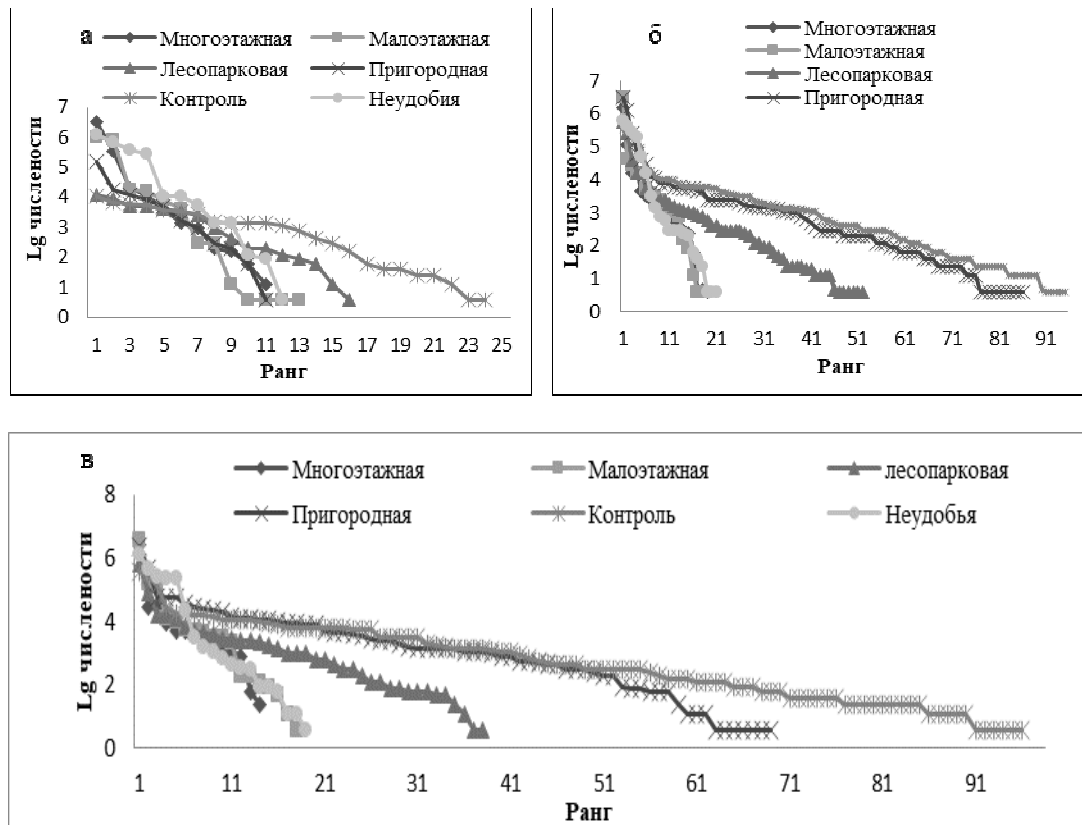 а
Многоэтажная Малоэтажная
Лесопарковая Пригородная
Контроль Неудобия
7
6
5
4
3
2
1
0
Lg числености
1 3 5 7 9 11 13 15 17 19 21 23 25
Ранг
б
Многоэтажная
Малоэтажная
Лесопарковая
Пригородная
7
6
5
4
3
2
1
0
Lg числености
1 11 21 31 41 51 61 71 81 91
Ранг
в
Многоэтажная Малоэтажная лесопарковая
Пригородная Контроль Неудобья
8
6
4
2
0
Lg числености
1 11 21 31 41 51 61 71 81 91
Ранг